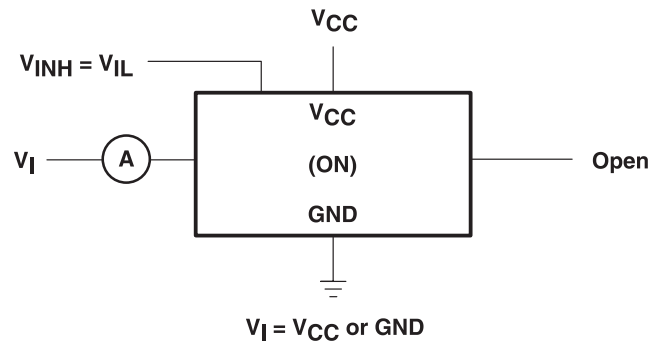 VCC
VINH = VIL
VCC
VI
A
(ON)
Open
GND
VI = VCC or GND